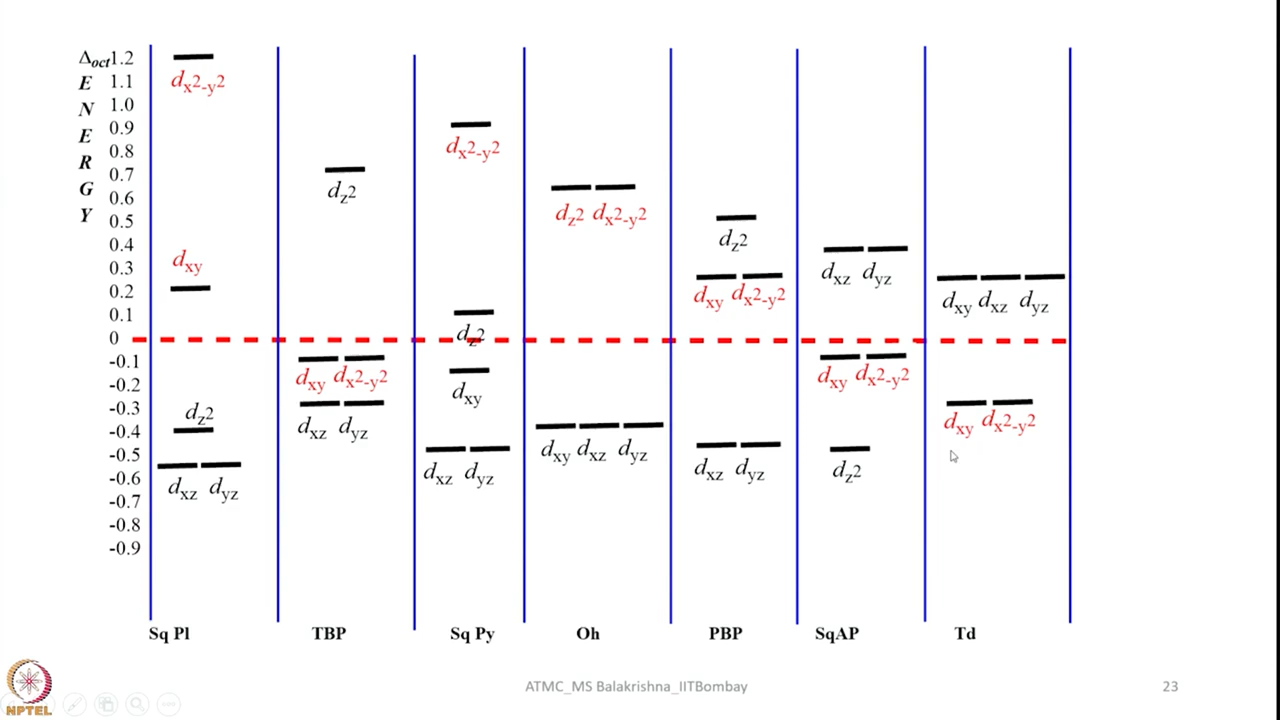 Δoct 1.2
E 1.1
N 1.0
E 0.9
R 0.8
G 0.7
Y 0.6
0.5
0.4
0.3
0.2
0.1
0
-0.1
-0.2
-0.3
-0.4
-0.5
-0.6
-0.7
-0.8
-0.9
dx2-y2
dxy
dz2
dxz dyz
Sq Pl
dz2
dxy dx2-y2
dxz dyz
TBP
dx2-y2
dz2
dxy
dxz dyz
Sq Py
dz2 dx2-y2
dxy dxz dyz
Oh
dz2
dxy dx2-y2
dxz dyz
PBP
dxz dyz
dxy dx2-y2
dz2
SqAP
dxy dxz dyz
dxy dx2-y2
Td
NPTEL
ATMC_MS Balakrishna_IITBombay
23